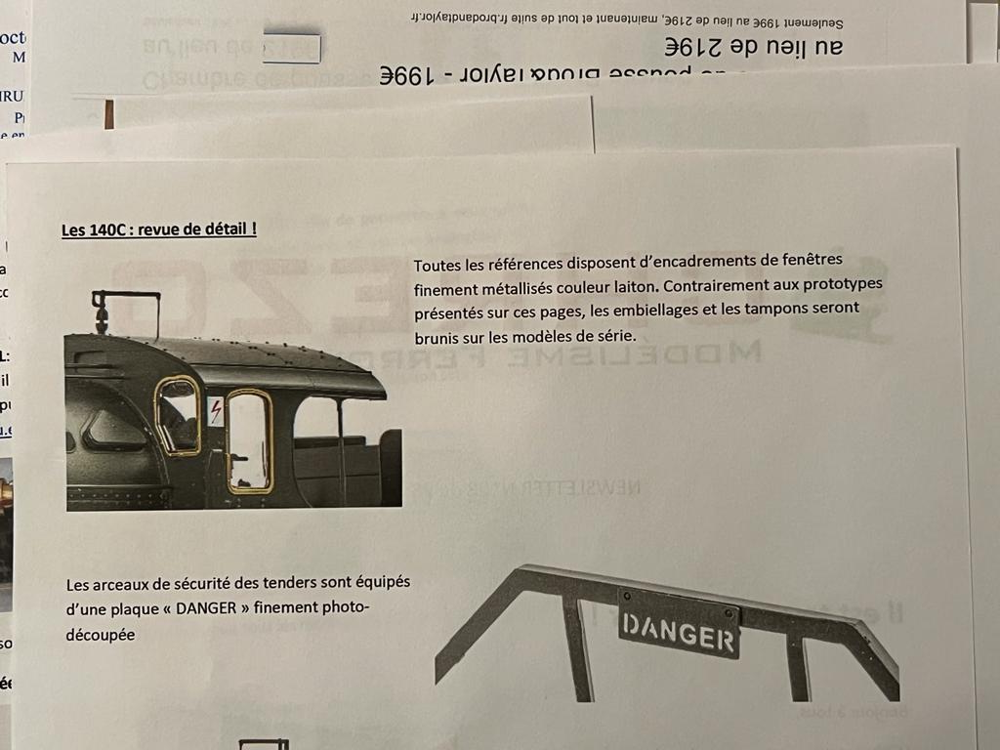 Seulement 199€ au lieu de 219€, maintenant et tout de suite fr.brodandtaylor.fr
au lieu de 219€
Taylor - 199€
oct
M
IRU
Les 140C : revue de détail !
Toutes les références disposent d’encadrements de fenêtres
finement métallisés couleur laiton. Contrairement aux prototypes
présentés sur ces pages, les embiellages et les tampons seront
brunis sur les modèles de série.
Les arceaux de sécurité des tenders sont équipés
d’une plaque « DANGER » finement photo-
découpée
DANGER